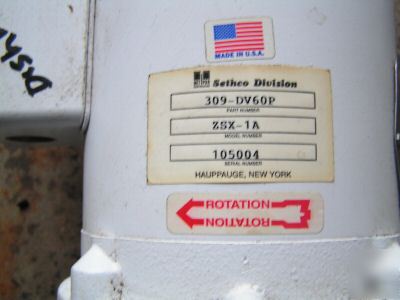 MADE IN U.S.A.
Sethco Division
309-DV60P
PART NUMBER
ZSX-1A
MODEL NUMBER
105004
SERIAL NUMBER
HAUPPAUGE, NEW YORK
ROTATION
ROTATION